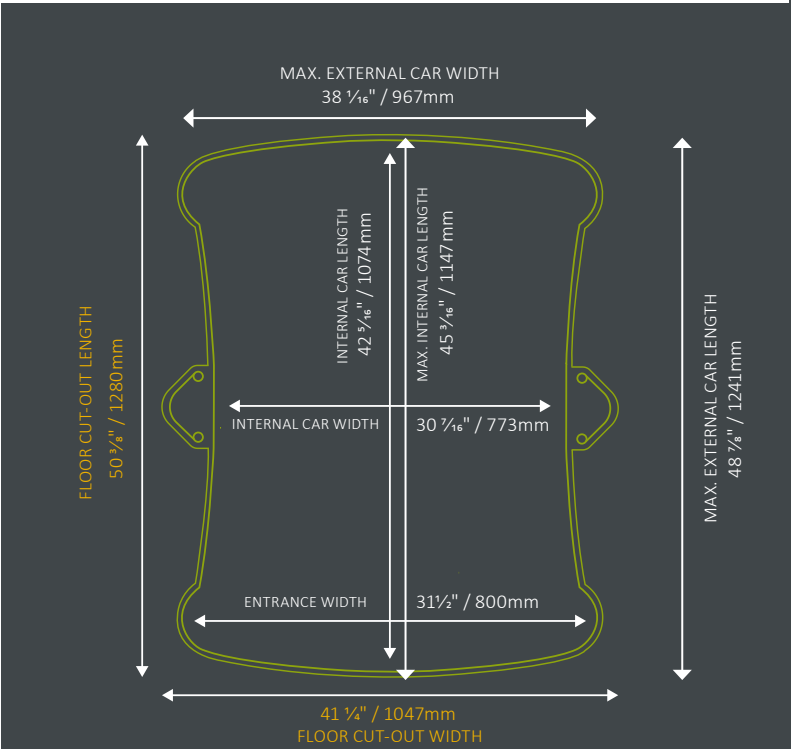 MAX. EXTERNAL CAR WIDTH
38 ¹⁄₁₆" / 967mm
INTERNAL CAR LENGTH
42 ⁵⁄₁₆" / 1074mm
MAX. INTERNAL CAR LENGTH
45 ³⁄₁₆" / 1147mm
FLOOR CUT-OUT LENGTH
50 ³⁄₈" / 1280mm
MAX. EXTERNAL CAR LENGTH
48 ⁷⁄₈" / 1241mm
INTERNAL CAR WIDTH 30 ⁷⁄₁₆" / 773mm
ENTRANCE WIDTH 31½" / 800mm
41 ¼" / 1047mm
FLOOR CUT-OUT WIDTH